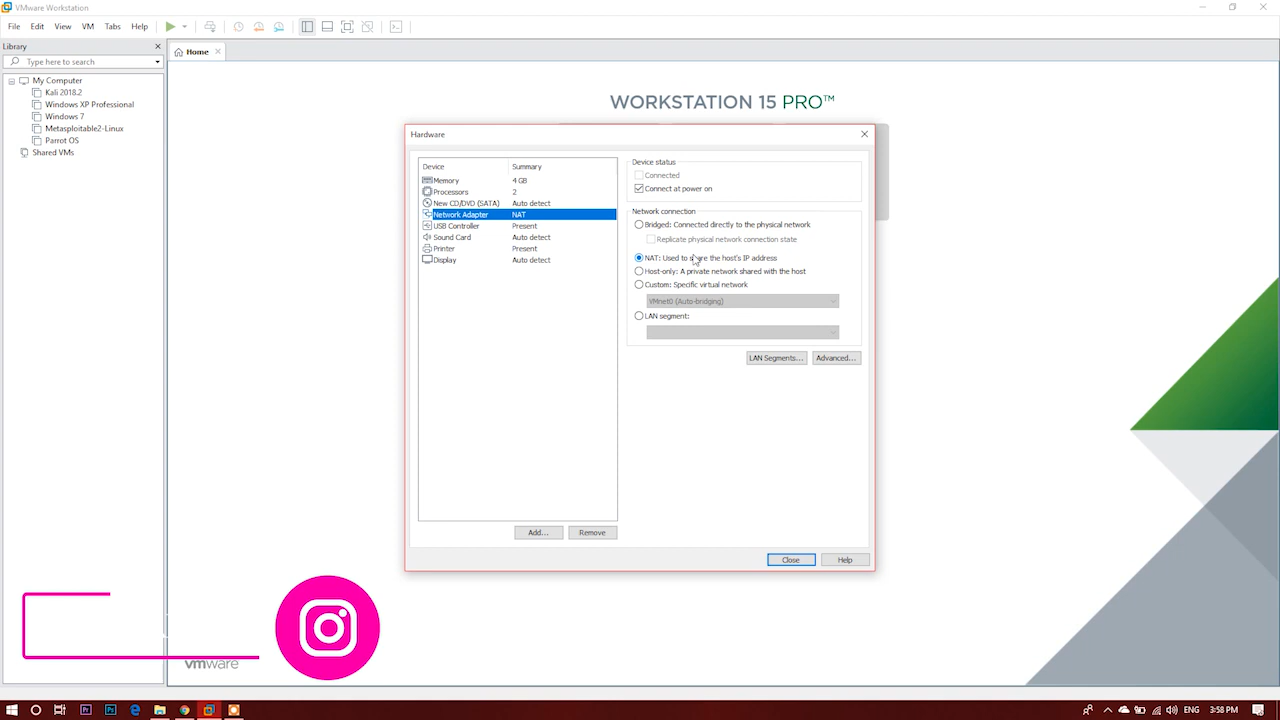 VMware Workstation
File Edit View VM Tabs Help
Library
Type here to search
My Computer
Kali 2018.2
Windows XP Professional
Windows 7
Metasploitable2-Linux
Parrot OS
Shared VMs
Home
WORKSTATION 15 PRO™
Hardware
Device Summary
Memory 4 GB
Processors 2
New CD/DVD (SATA) Auto detect
Network Adapter NAT
USB Controller Present
Sound Card Auto detect
Printer Present
Display Auto detect
Add... Remove
Device status
Connected
Connect at power on
Network connection
Bridged: Connected directly to the physical network
Replicate physical network connection state
NAT: Used to share the host's IP address
Host-only: A private network shared with the host
Custom: Specific virtual network
VMnet0 (Auto-bridging)
LAN segment:
LAN Segments... Advanced...
Close Help
vmware
Pr Ps ENG 3:58 PM